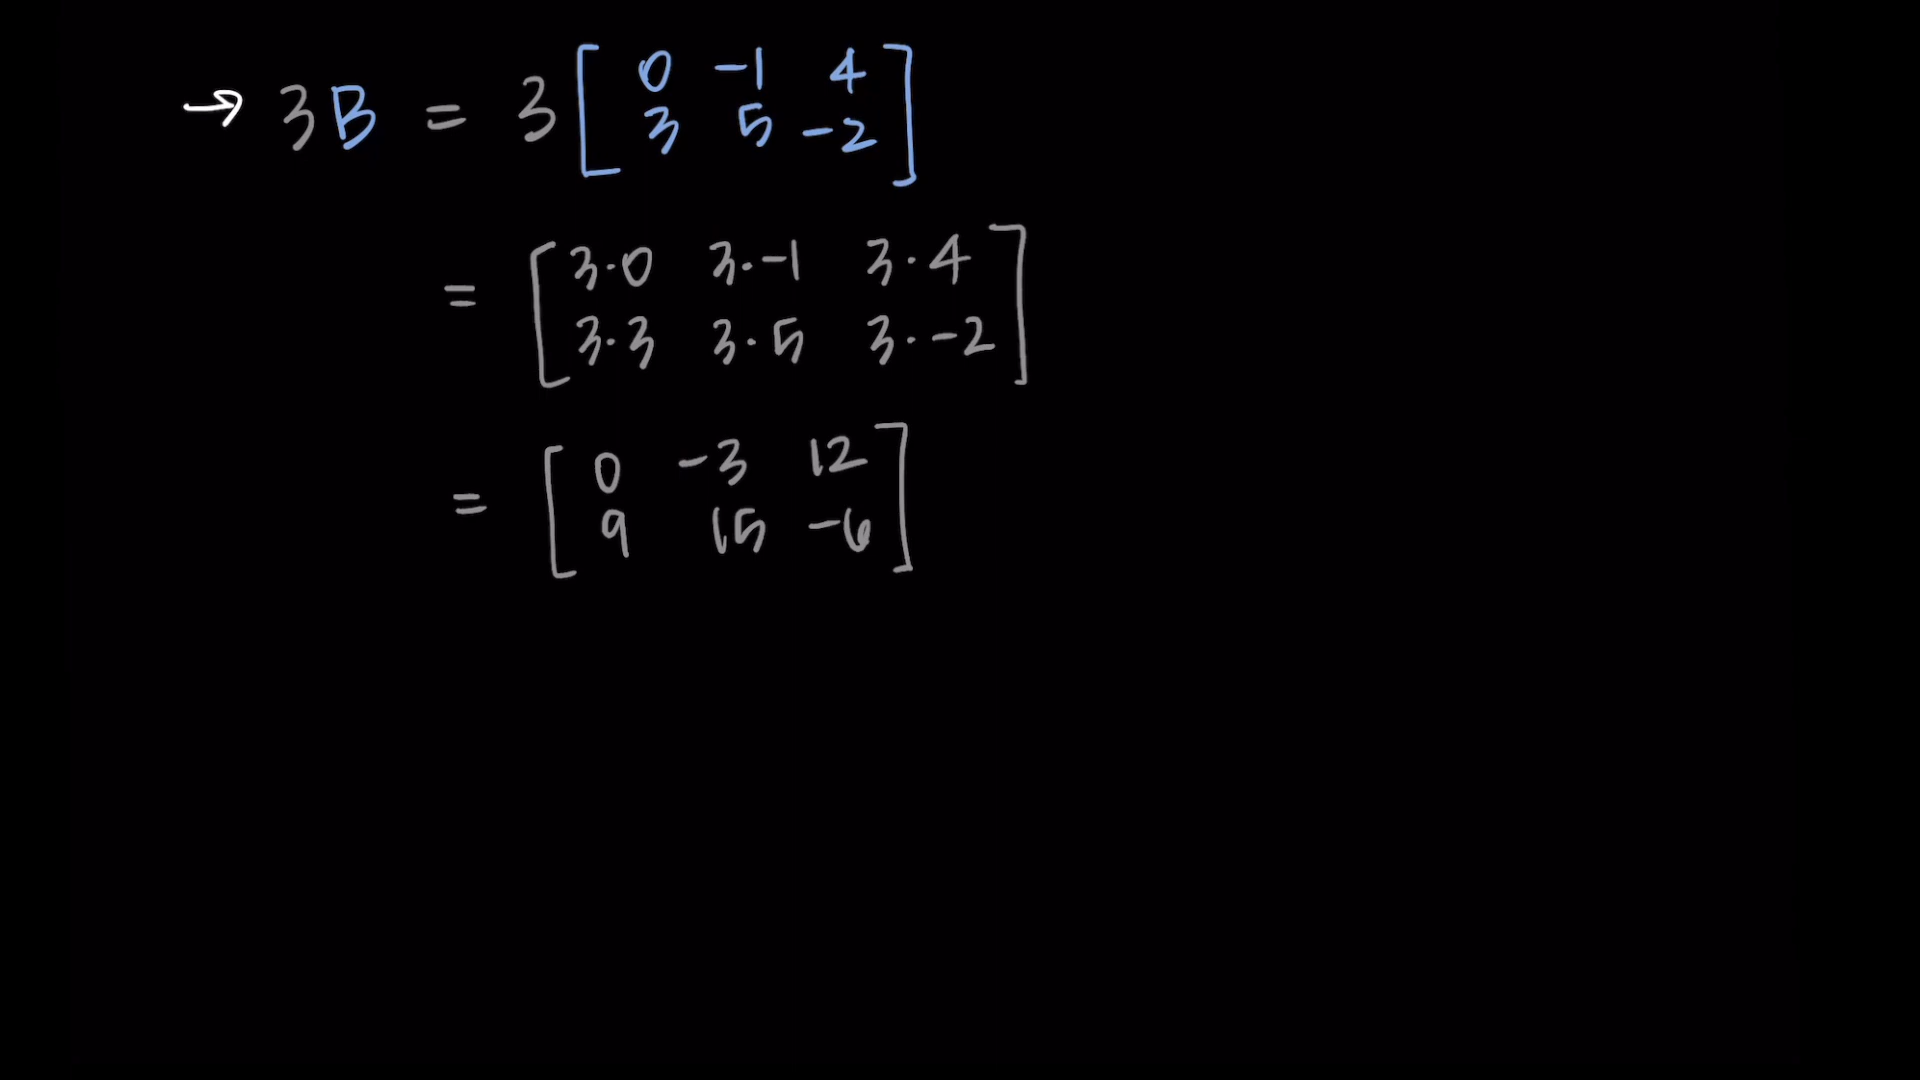 → 3B = 3 [ 0 -1 4
3 5 -2 ]
= [ 3·0 3·-1 3·4
3·3 3·5 3·-2 ]
= [ 0 -3 12
9 15 -6 ]